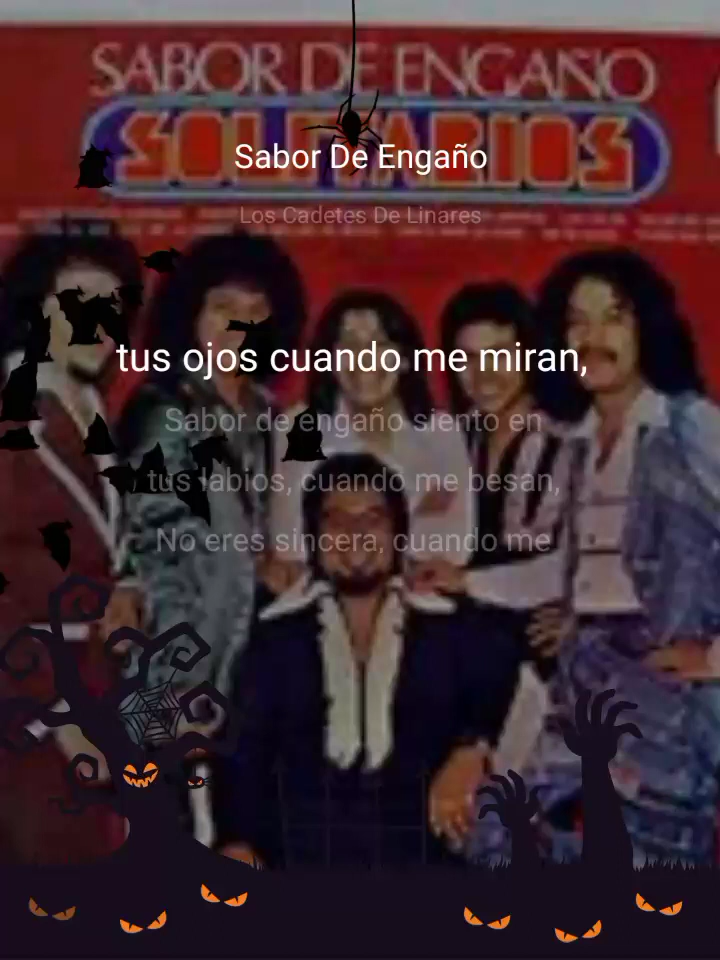 SABOR DE ENGAÑO
SOLITARIOS
Sabor De Engaño
Los Cadetes De Linares
tus ojos cuando me miran,
Sabor de engaño siento en
tus labios, cuando me besan,
No eres sincera, cuando me